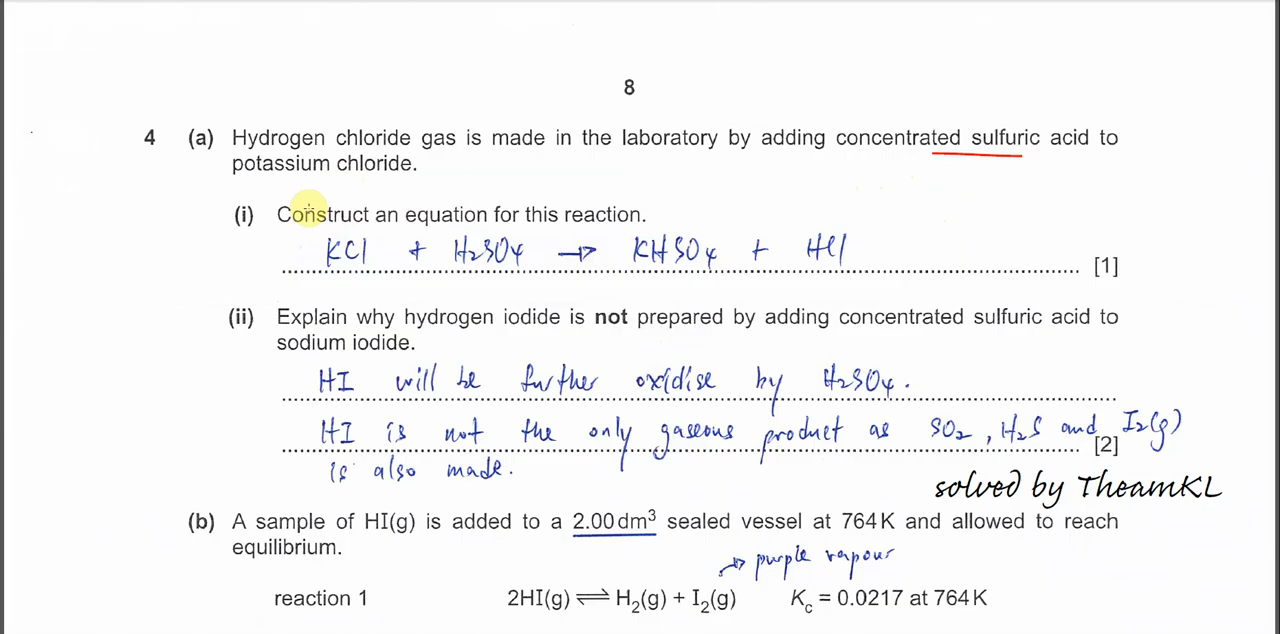 8
4 (a) Hydrogen chloride gas is made in the laboratory by adding concentrated sulfuric acid to
potassium chloride.
(i) Construct an equation for this reaction.
KCl + H₂SO₄ → KHSO₄ + HCl
[1]
(ii) Explain why hydrogen iodide is not prepared by adding concentrated sulfuric acid to
sodium iodide.
HI will be further oxidise by H₂SO₄.
HI is not the only gaseous product as SO₂, H₂S and I₂(g)
[2]
is also made.
solved by TheamKL
(b) A sample of HI(g) is added to a 2.00 dm³ sealed vessel at 764 K and allowed to reach
equilibrium.
→ purple vapour
reaction 1 2HI(g) ⇌ H₂(g) + I₂(g) Kc = 0.0217 at 764 K